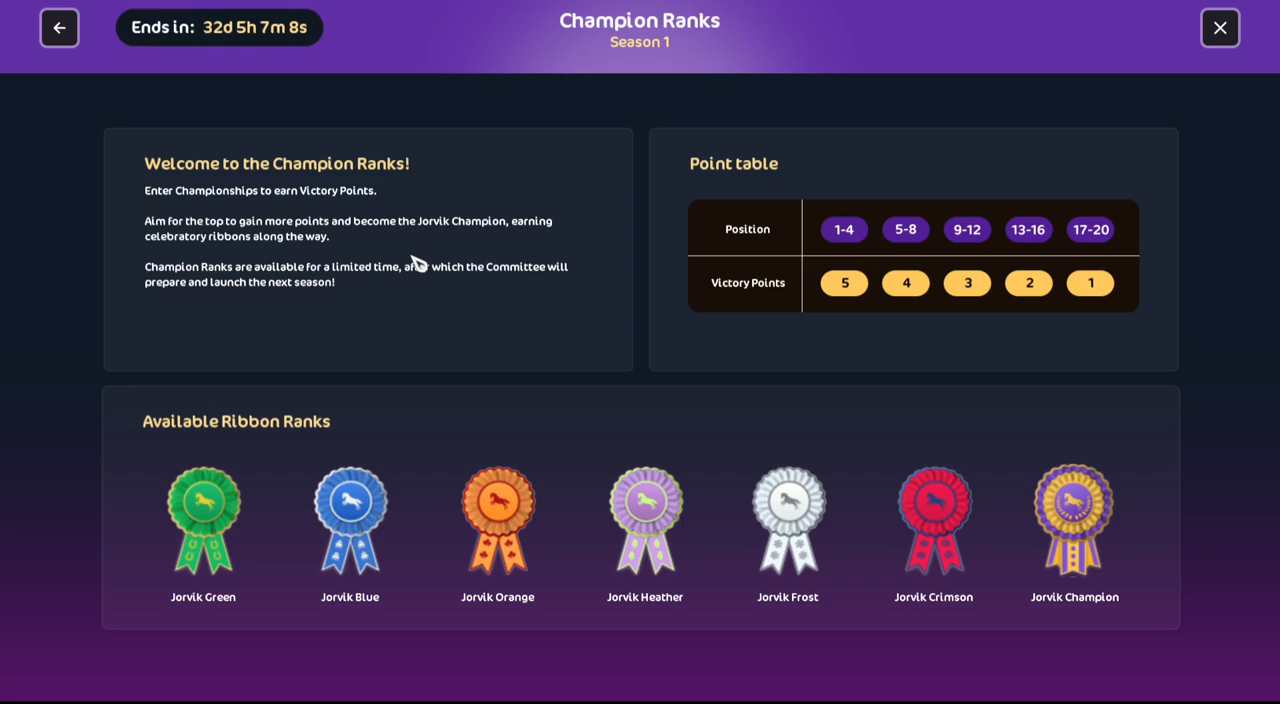 Ends in: 32d 5h 7m 8s
Champion Ranks
Season 1
Welcome to the Champion Ranks!
Enter Championships to earn Victory Points.
Aim for the top to gain more points and become the Jorvik Champion, earning
celebratory ribbons along the way.
Champion Ranks are available for a limited time, which the Committee will
prepare and launch the next season!
Point table
Position 1-4 5-8 9-12 13-16 17-20
Victory Points 5 4 3 2 1
Available Ribbon Ranks
Jorvik Green
Jorvik Blue
Jorvik Orange
Jorvik Heather
Jorvik Frost
Jorvik Crimson
Jorvik Champion